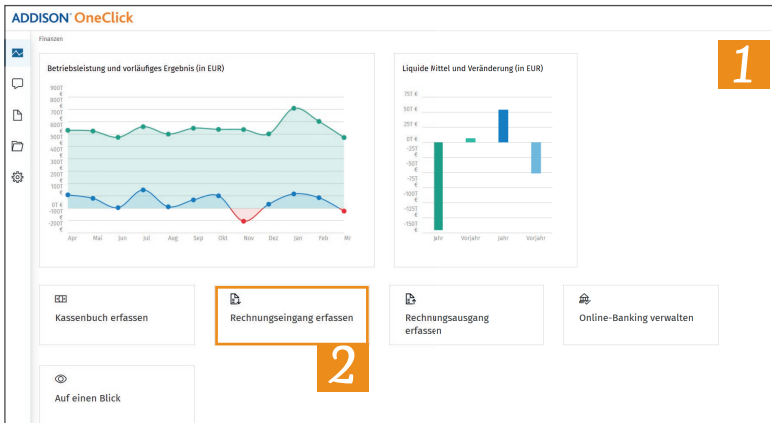 ADDISON OneClick
Finanzen
1
Betriebsleistung und vorläufiges Ergebnis (in EUR)
900T
€
800T
€
700T
€
600T
€
500T
€
400T
€
300T
€
200T
€
100T
€
0T €
-100T
€
-200T
€
Apr Mai Jun Jul Aug Sep Okt Nov Dez Jan Feb Mr
Liquide Mittel und Veränderung (in EUR)
75T €
50T €
25T €
0T €
-25T
€
-50T
€
-75T
€
-100T
€
-125T
€
-150T
€
Jahr Vorjahr Jahr Vorjahr
Kassenbuch erfassen
Rechnungseingang erfassen
2
Rechnungsausgang
erfassen
Online-Banking verwalten
Auf einen Blick